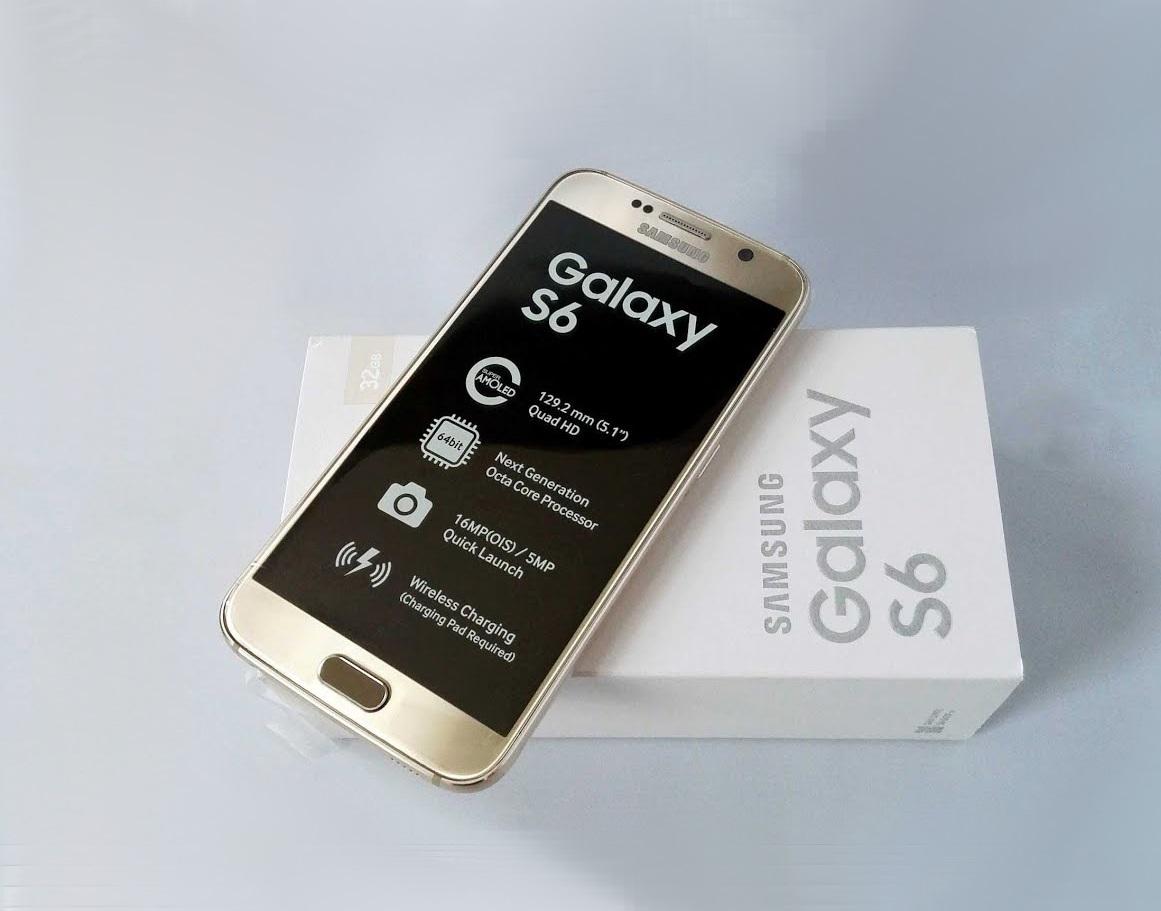 SAMSUNG
Galaxy
S6
SUPER
AMOLED
129.2 mm (5.1")
Quad HD
64bit
Next Generation
Octa Core Processor
16MP(OIS) / 5MP
Quick Launch
Wireless Charging
(Charging Pad Required)
32GB
SAMSUNG
Galaxy
S6